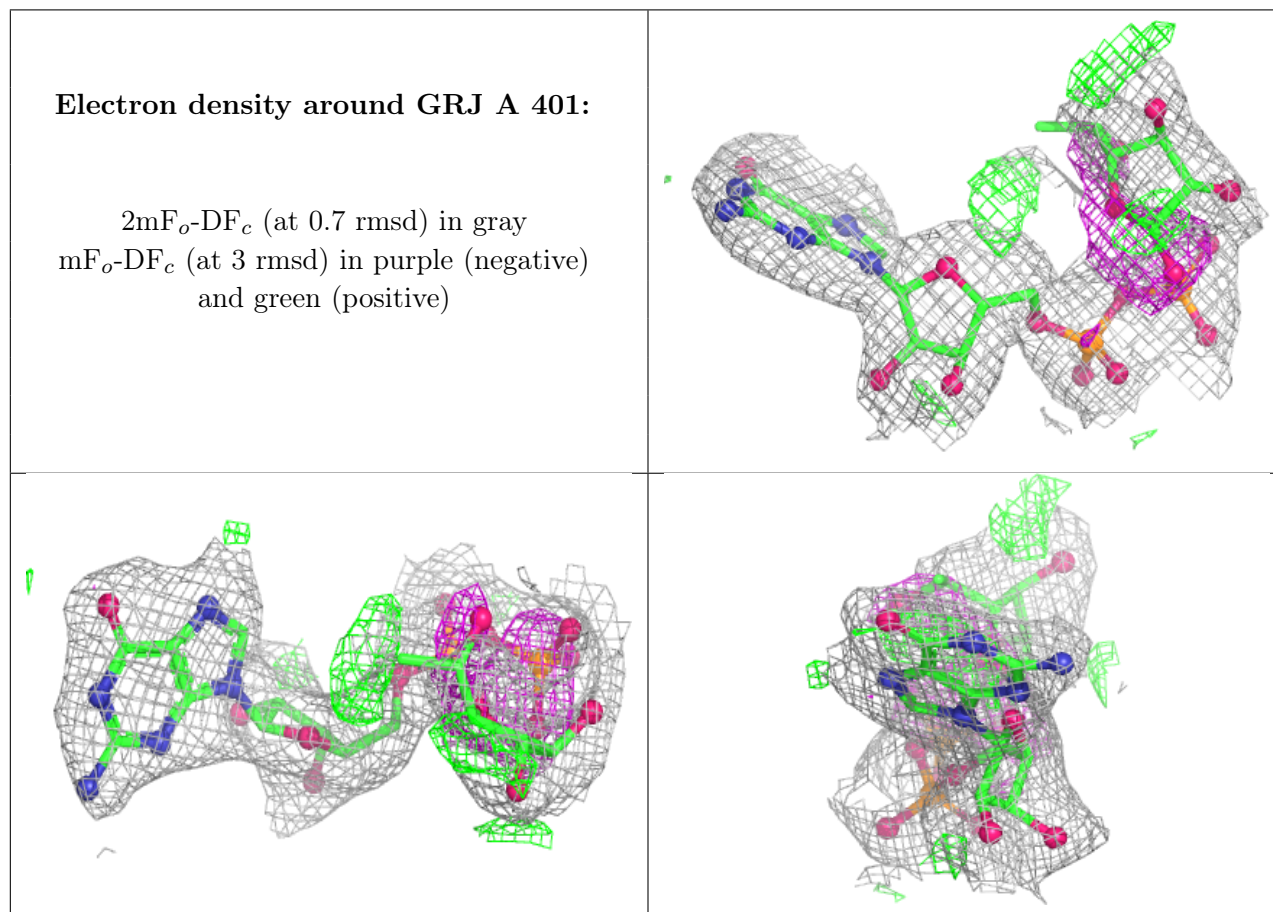 Electron density around GRJ A 401:
2mFo-DFc (at 0.7 rmsd) in gray
mFo-DFc (at 3 rmsd) in purple (negative)
and green (positive)